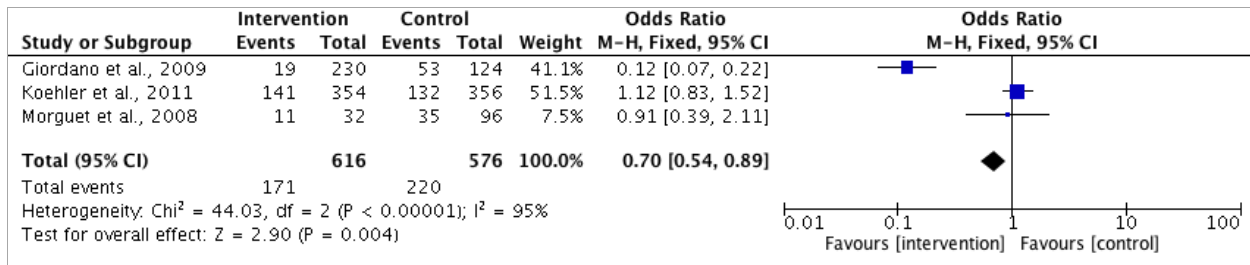 Intervention Control Odds Ratio Odds Ratio
Study or Subgroup Events Total Events Total Weight M-H, Fixed, 95% CI M-H, Fixed, 95% CI
Giordano et al., 2009 19 230 53 124 41.1% 0.12 [0.07, 0.22]
Koehler et al., 2011 141 354 132 356 51.5% 1.12 [0.83, 1.52]
Morguet et al., 2008 11 32 35 96 7.5% 0.91 [0.39, 2.11]
Total (95% CI) 616 576 100.0% 0.70 [0.54, 0.89]
Total events 171 220
Heterogeneity: Chi² = 44.03, df = 2 (P < 0.00001); I² = 95%
Test for overall effect: Z = 2.90 (P = 0.004)
0.01 0.1 1 10 100
Favours [intervention] Favours [control]